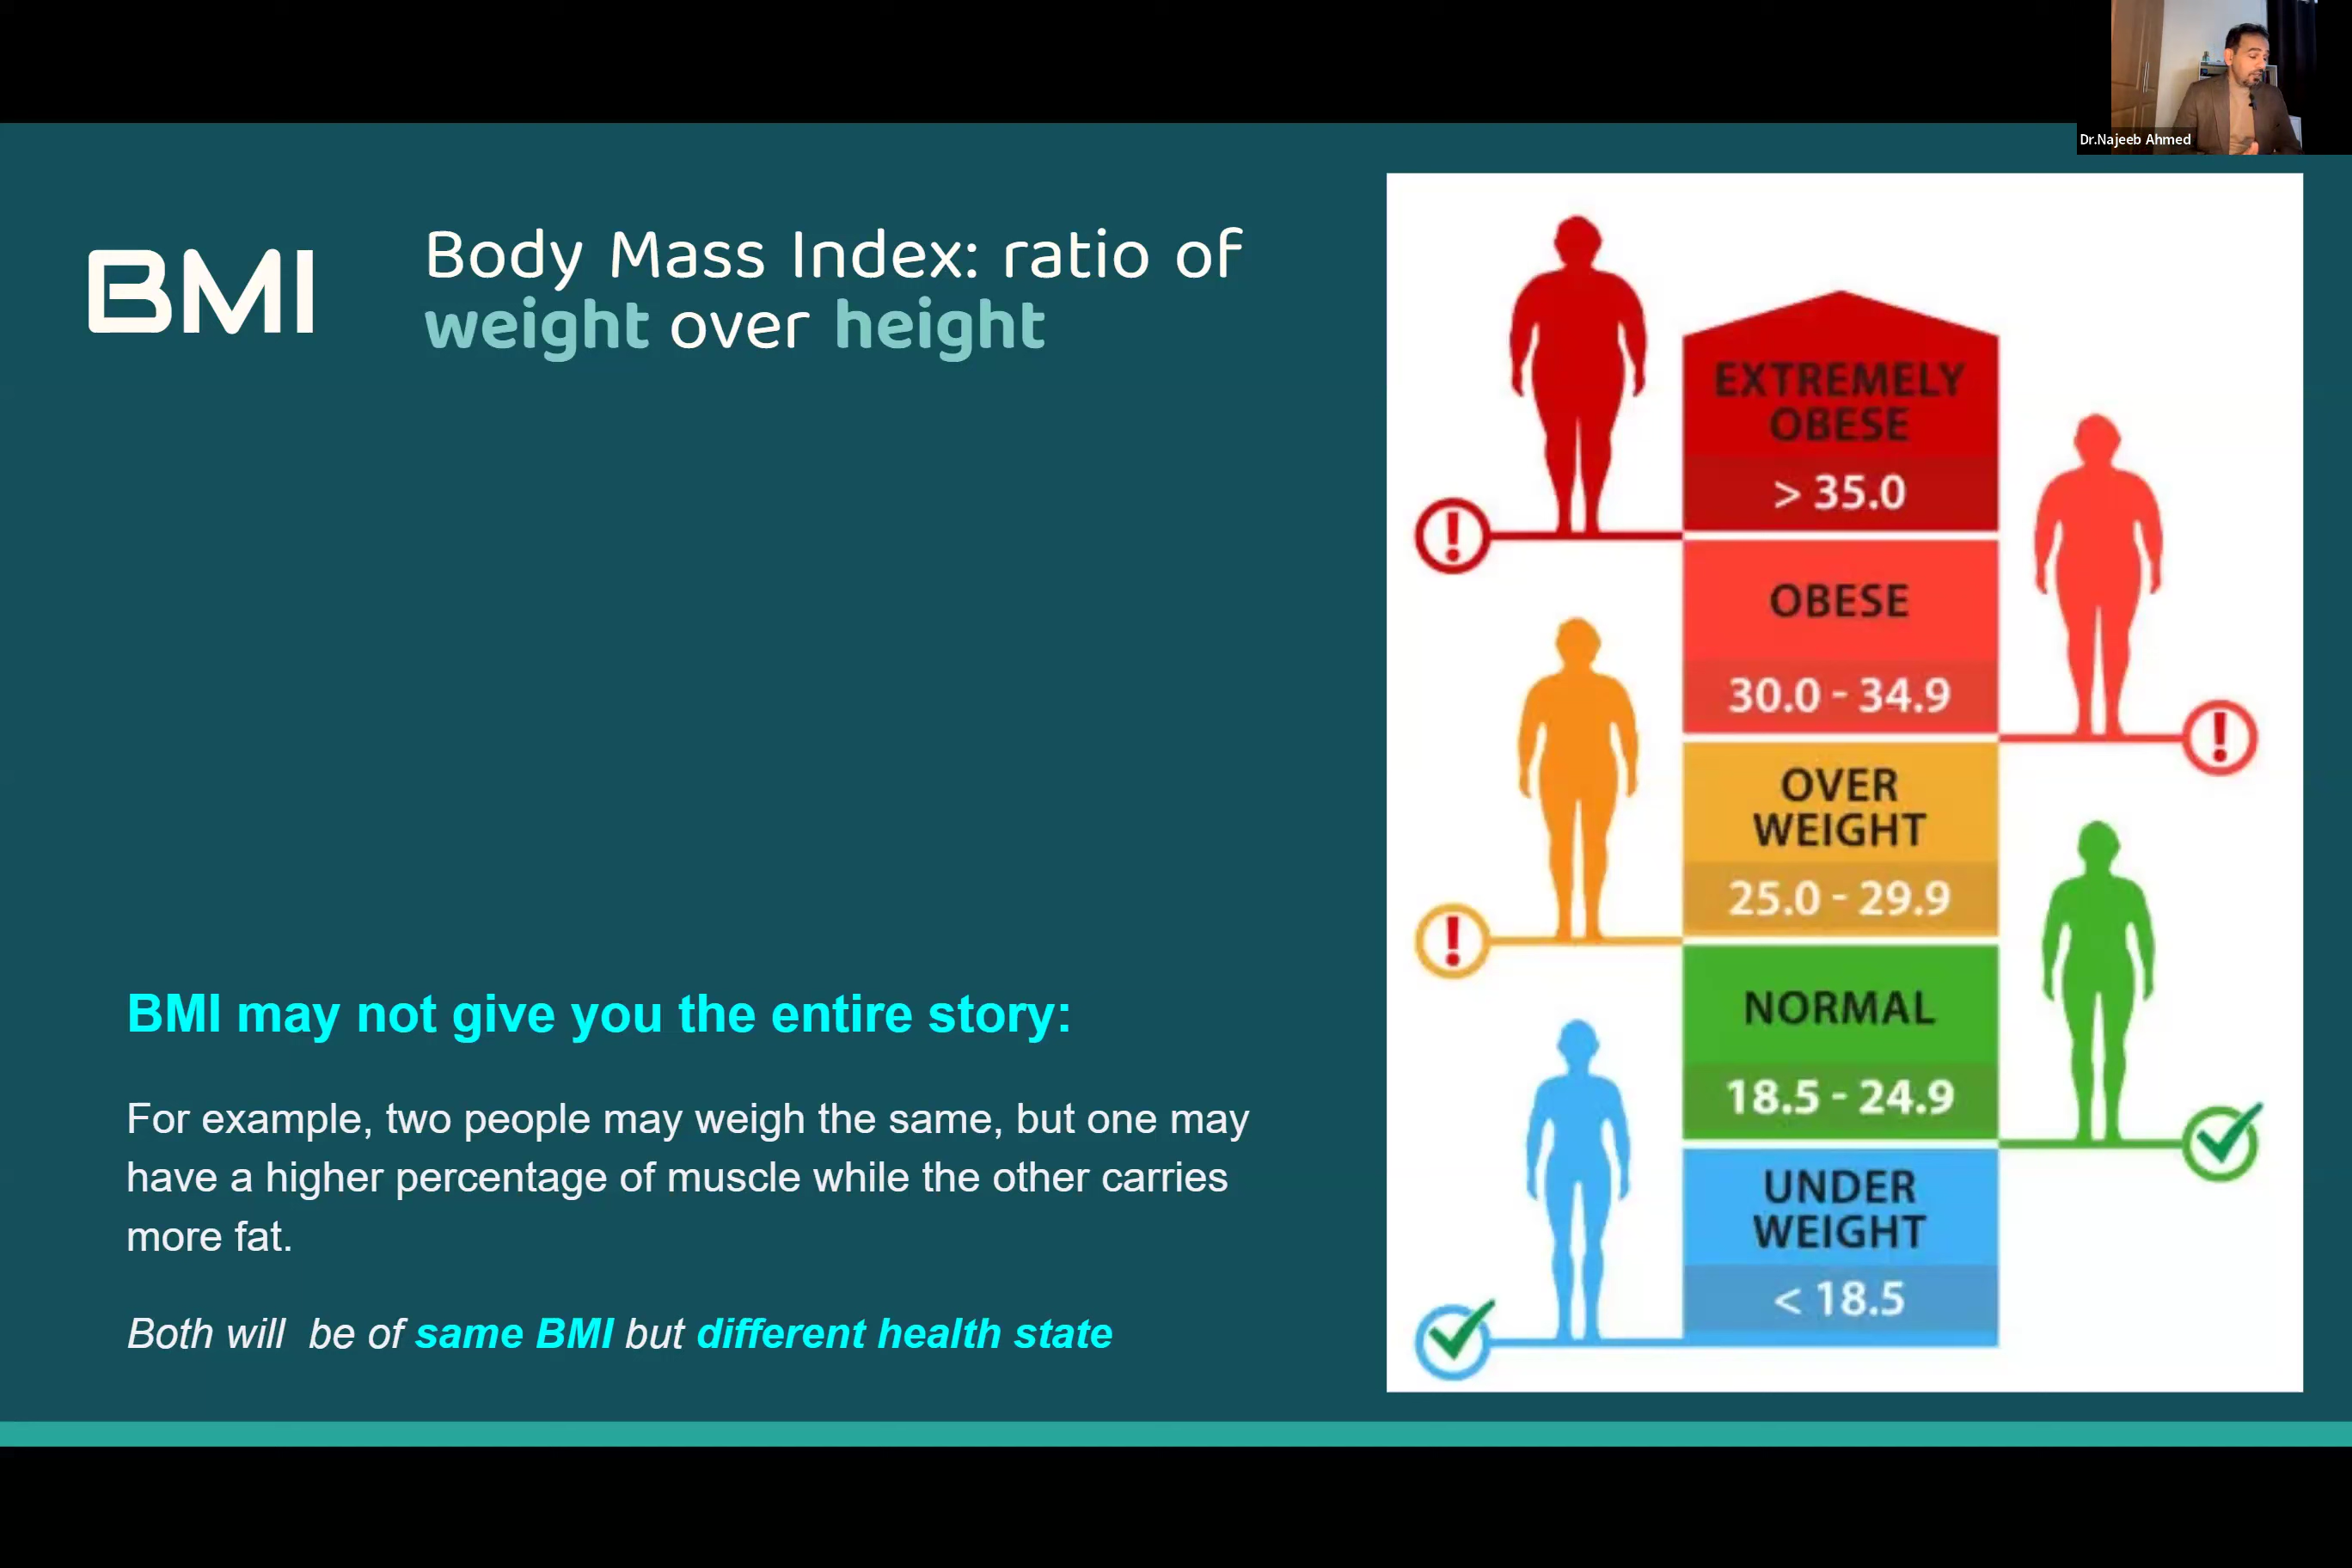 Dr.Najeeb Ahmed
BMI
Body Mass Index: ratio of
weight over height
BMI may not give you the entire story:
For example, two people may weigh the same, but one may
have a higher percentage of muscle while the other carries
more fat.
Both will  be of same BMI but different health state
EXTREMELY
OBESE
> 35.0
OBESE
30.0 - 34.9
OVER
WEIGHT
25.0 - 29.9
NORMAL
18.5 - 24.9
UNDER
WEIGHT
< 18.5